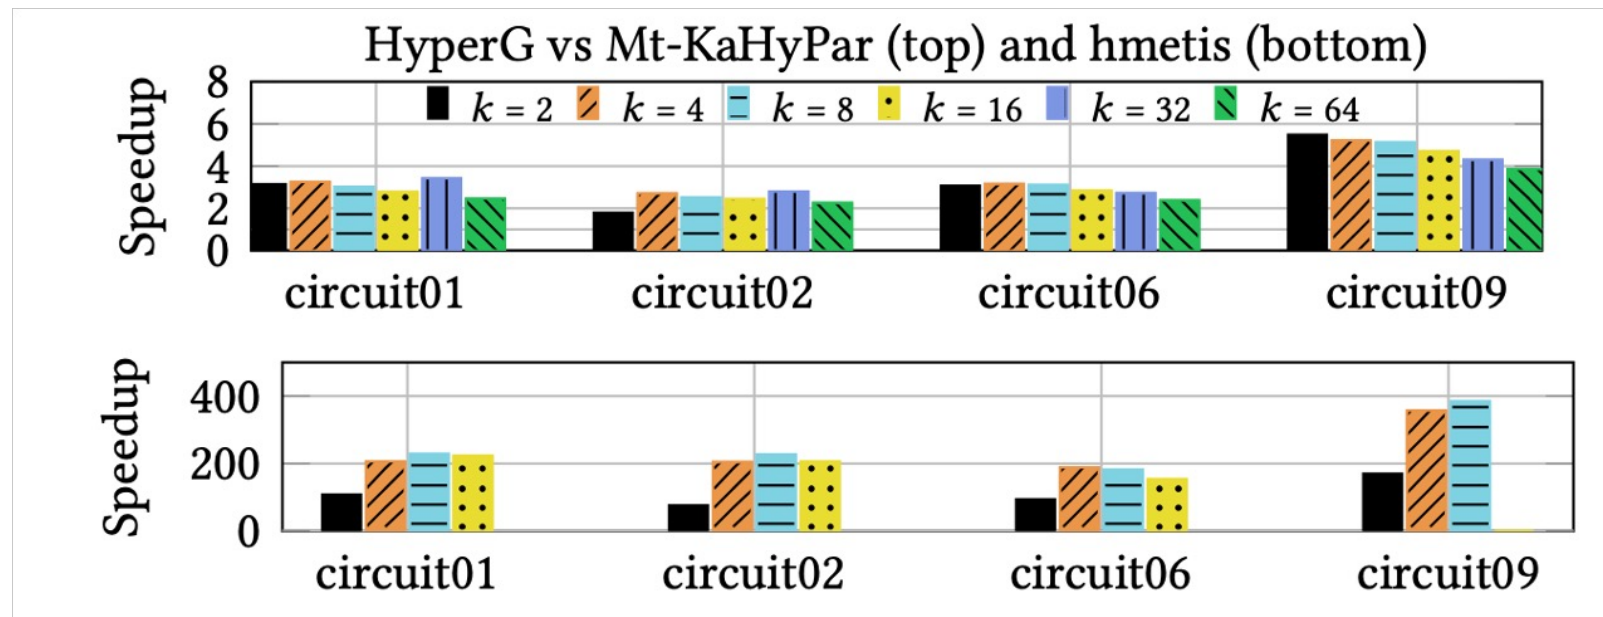 HyperG vs Mt-KaHyPar (top) and hmetis (bottom)
Speedup
8
6
4
2
0
k = 2 k = 4 k = 8 k = 16 k = 32 k = 64
circuit01 circuit02 circuit06 circuit09
Speedup
400
200
0
circuit01 circuit02 circuit06 circuit09